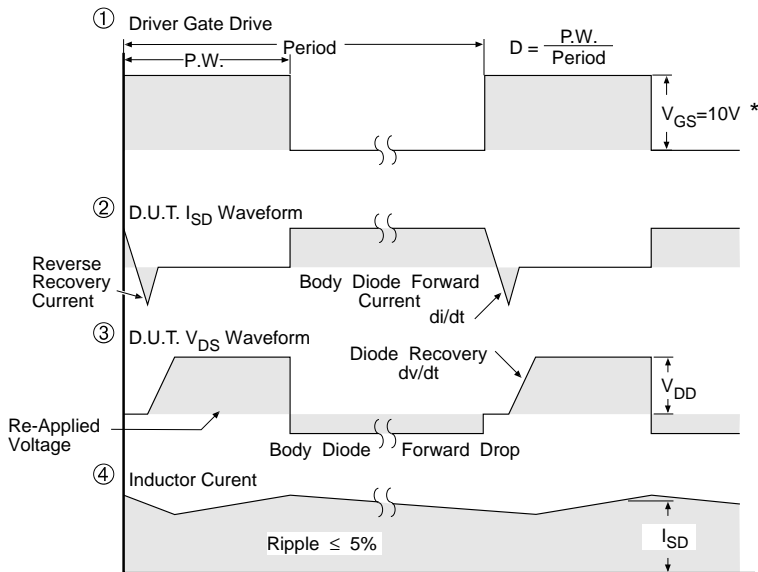 ① Driver Gate Drive
Period
P.W.
D = P.W.
Period
V_GS=10V *
② D.U.T. I_SD Waveform
Reverse
Recovery
Current
Body Diode Forward
Current
di/dt
③ D.U.T. V_DS Waveform
Diode Recovery
dv/dt
V_DD
Re-Applied
Voltage
Body Diode Forward Drop
④ Inductor Curent
Ripple ≤ 5%
I_SD